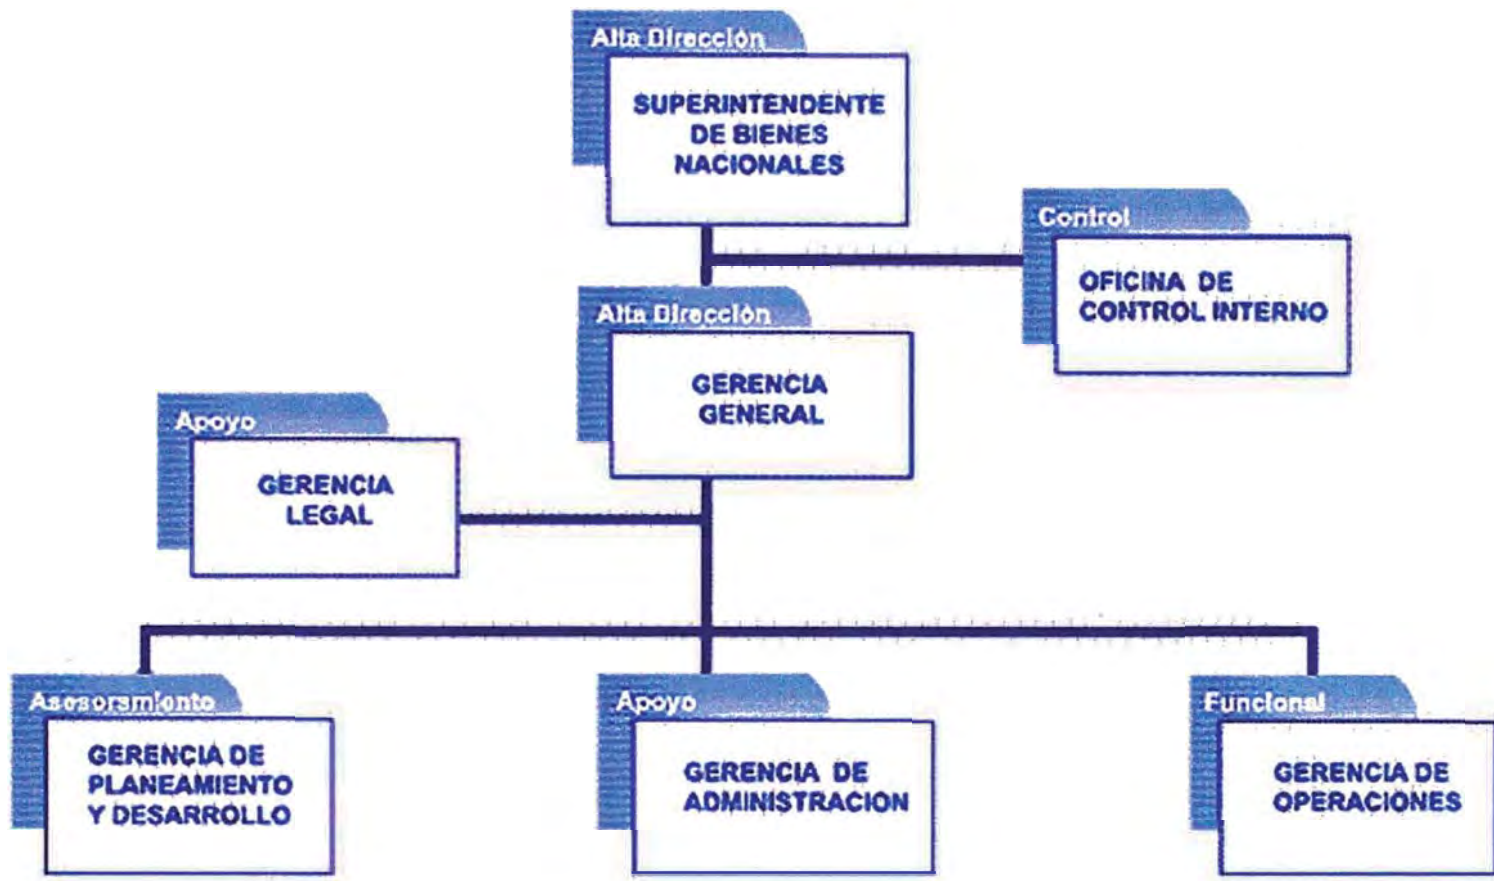 Alta Dirección
SUPERINTENDENTE
DE BIENES
NACIONALES
Control
OFICINA DE
CONTROL INTERNO
Alta Dirección
GERENCIA
GENERAL
Apoyo
GERENCIA
LEGAL
Asesoramiento
GERENCIA DE
PLANEAMIENTO
Y DESARROLLO
Apoyo
GERENCIA DE
ADMINISTRACION
Funcional
GERENCIA DE
OPERACIONES